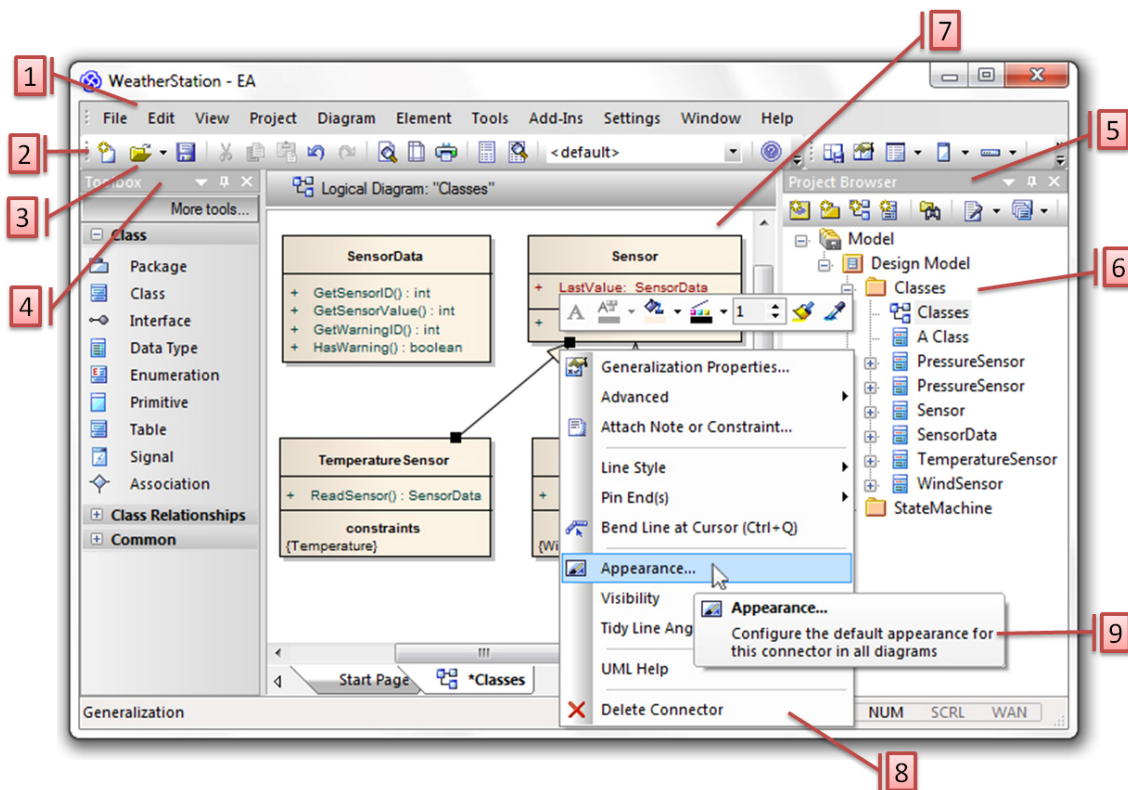 7
1
WeatherStation - EA
File Edit View Project Diagram Element Tools Add-Ins Settings Window Help
5
2
<default>
Toolbox
Logical Diagram: "Classes"
Project Browser
3
More tools...
Class
Package
Class
Interface
Data Type
Enumeration
Primitive
Table
Signal
Association
Class Relationships
Common
4
SensorData
+ GetSensorID() : int
+ GetSensorValue() : int
+ GetWarningID() : int
+ HasWarning() : boolean
Sensor
+ LastValue: SensorData
+
1
TemperatureSensor
+ ReadSensor() : SensorData
constraints
{Temperature}
+
{Wi
Generalization Properties...
Advanced
Attach Note or Constraint...
Line Style
Pin End(s)
Bend Line at Cursor (Ctrl+Q)
Appearance...
Visibility
Tidy Line Ang
UML Help
Delete Connector
Appearance...
Configure the default appearance for
this connector in all diagrams
Model
Design Model
Classes
Classes
A Class
PressureSensor
PressureSensor
Sensor
SensorData
TemperatureSensor
WindSensor
StateMachine
6
9
Start Page *Classes
Generalization
NUM SCRL WAN
8